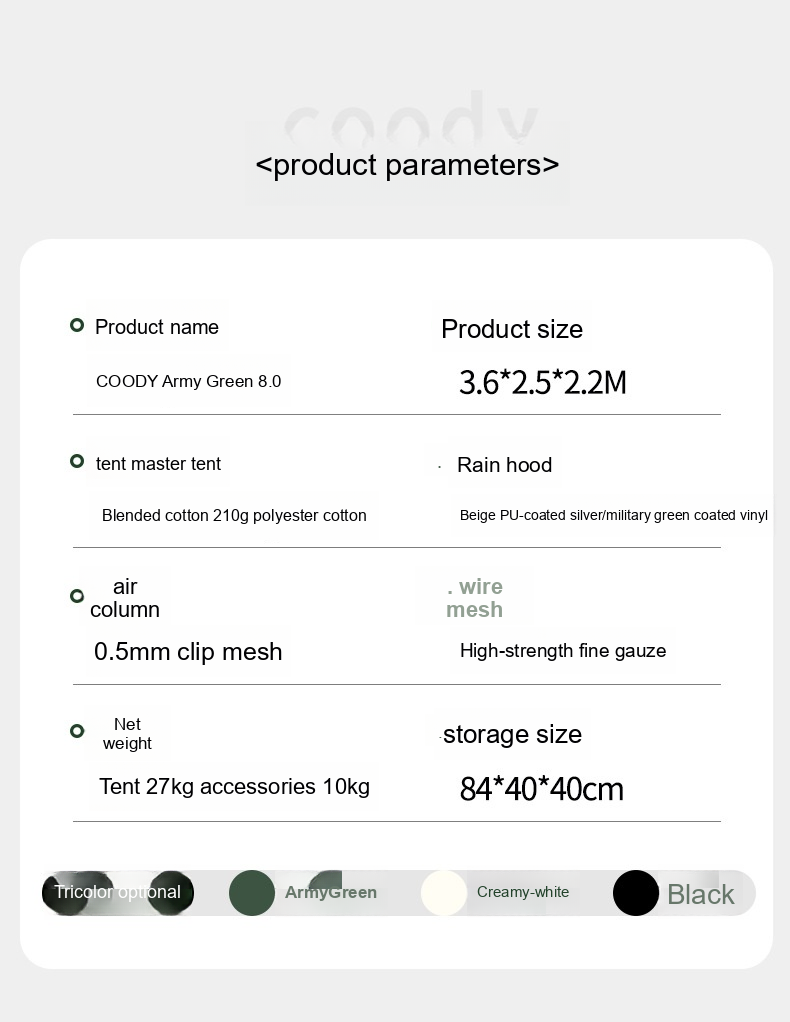 coody
<product parameters>
Product name
Product size
COODY Army Green 8.0
3.6*2.5*2.2M
tent master tent
· Rain hood
Blended cotton 210g polyester cotton
Beige PU-coated silver/military green coated vinyl
air
column
. wire
mesh
0.5mm clip mesh
High-strength fine gauze
Net
weight
·storage size
Tent 27kg accessories 10kg
84*40*40cm
Tricolor optional
ArmyGreen
Creamy-white
Black